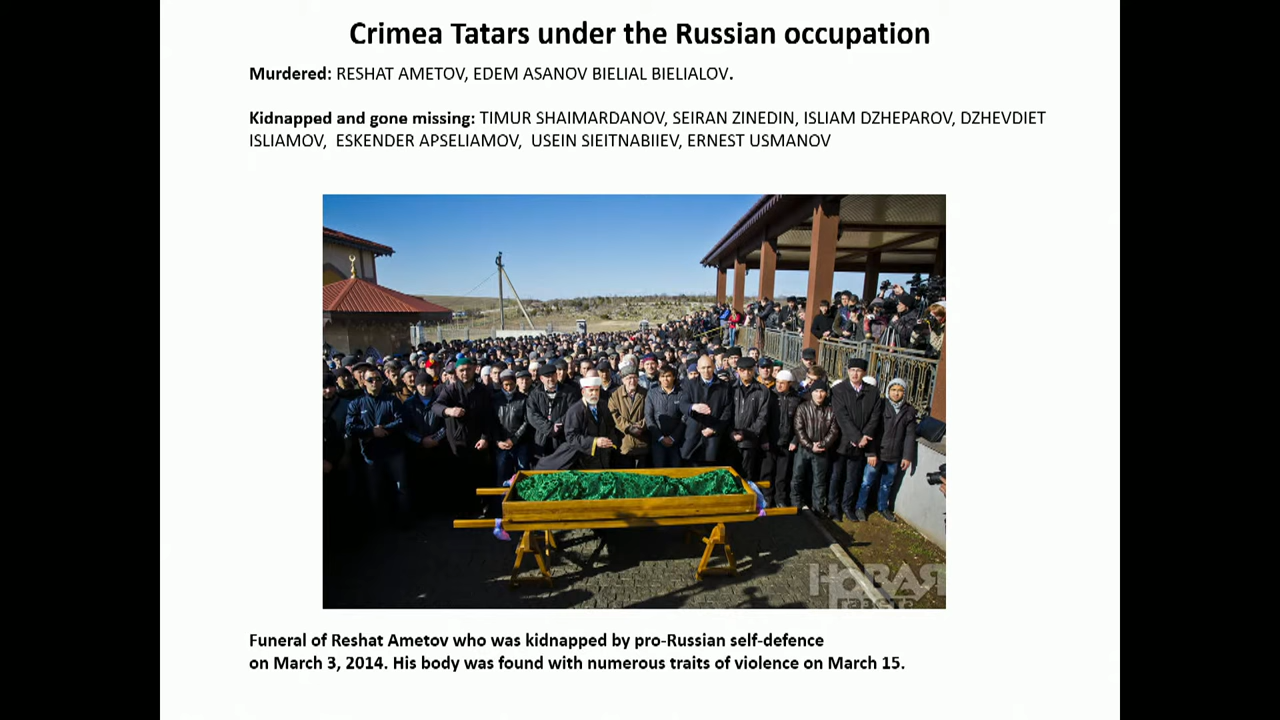 Crimea Tatars under the Russian occupation
Murdered: RESHAT AMETOV, EDEM ASANOV BIELIAL BIELIALOV.
Kidnapped and gone missing: TIMUR SHAIMARDANOV, SEIRAN ZINEDIN, ISLIAM DZHEPAROV, DZHEVDIET
ISLIAMOV, ESKENDER APSELIAMOV, USEIN SIEITNABIIEV, ERNEST USMANOV
НОВАЯ
газета
Funeral of Reshat Ametov who was kidnapped by pro-Russian self-defence
on March 3, 2014. His body was found with numerous traits of violence on March 15.